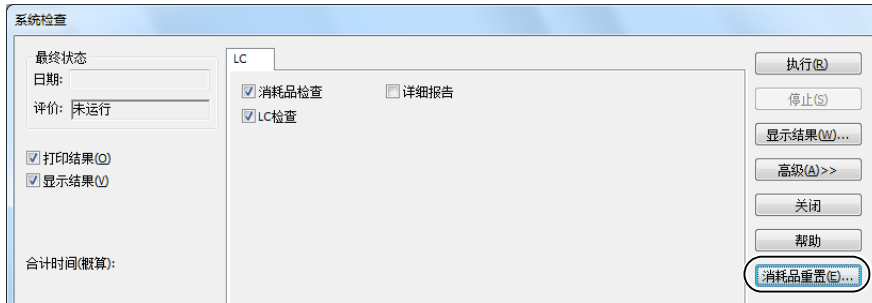 系统检查
最终状态
日期:
评价: 未运行
打印结果(O)
显示结果(V)
合计时间(概算):
LC
消耗品检查 详细报告
LC检查
执行(R)
停止(S)
显示结果(W)...
高级(A)>>
关闭
帮助
消耗品重置(E)...